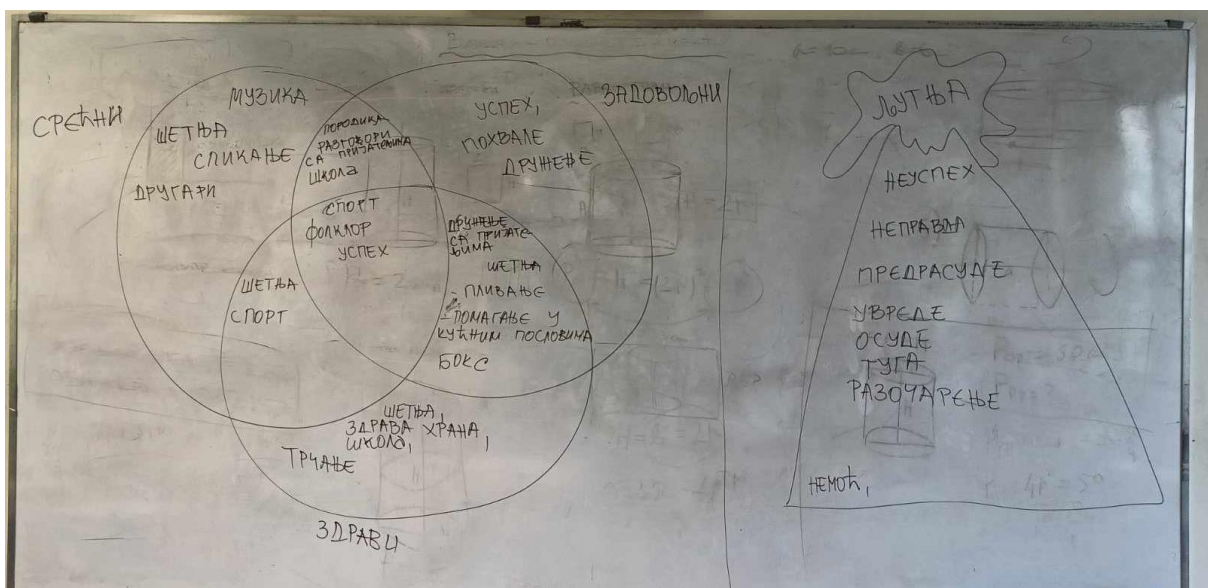 СРЕЋНИ
МУЗИКА
ШЕТЊА
СЛИКАЊЕ
ДРУГАРИ
ПОРОДИКА
РАЗГОВОРИ
СА ПРИЈАТЕЉИМА
ШКОЛА
УСПЕХ,
ПОХВАЛЕ
ДРУЖЕЊЕ
ЗАДОВОЉНИ
СПОРТ
ФОЛКЛОР
УСПЕХ
ШЕТЊА
СПОРТ
ДРУЖЕЊЕ
СА ПРИЈАТЕ
ЉИМА
ШЕТЊА
- ПЛИВАЊЕ
- ПОМАГАЊЕ У
КУЋНИМ ПОСЛОВИМА
БОКС
ШЕТЊА,
ЗДРАВА ХРАНА,
ШКОЛА,
ТРЧАЊЕ
ЗДРАВИ
ЉУТЊА
НЕУСПЕХ
НЕПРАВДА
ПРЕДРАСУДЕ
УВРЕДЕ
ОСУДЕ
ТУГА
РАЗОЧАРЕЊЕ
НЕМОЋ,